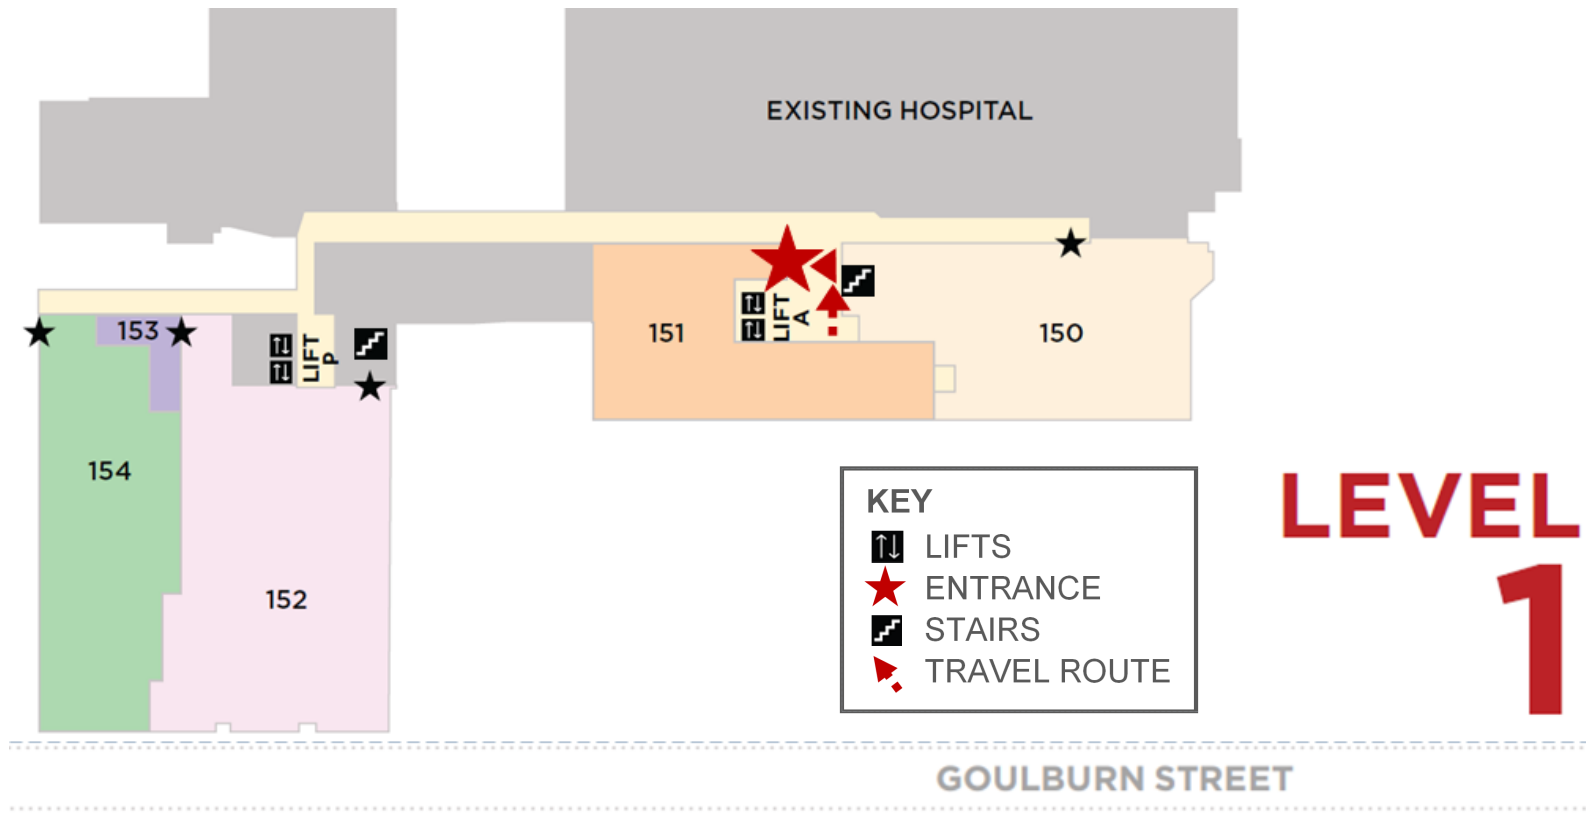 EXISTING HOSPITAL
153
LIFT P
LIFT A
151
150
154
152
KEY
LIFTS
ENTRANCE
STAIRS
TRAVEL ROUTE
LEVEL
1
GOULBURN STREET